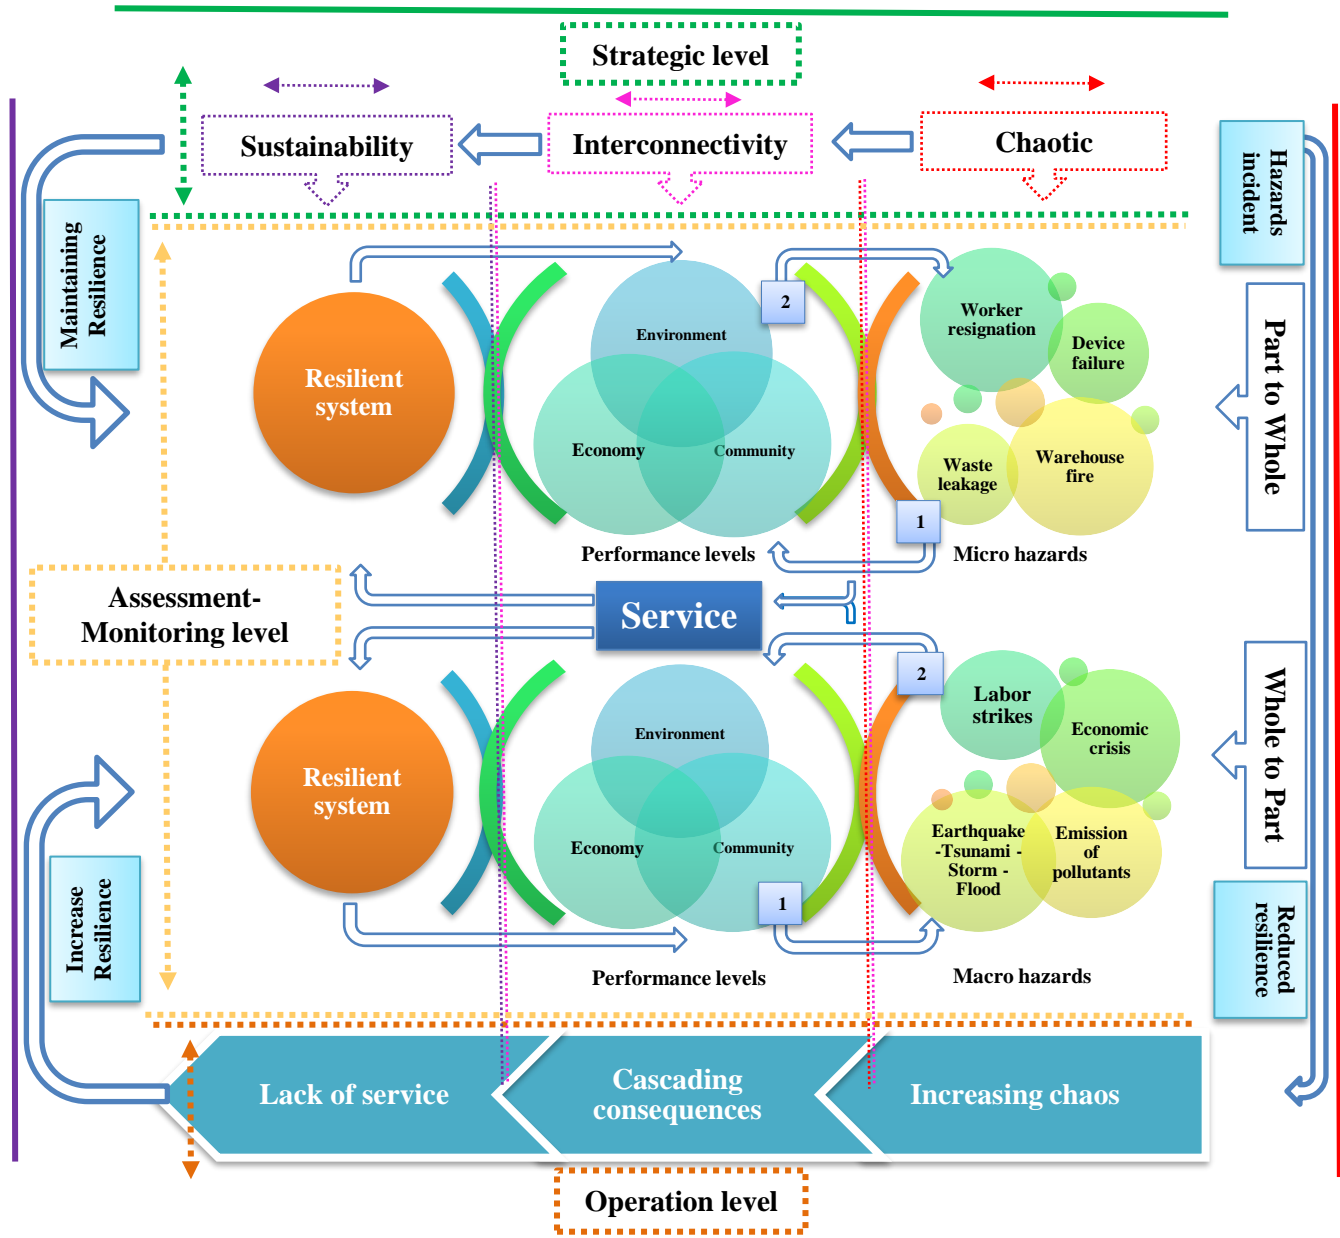 Strategic level
Sustainability
Interconnectivity
Chaotic
Hazards
incident
Maintaining
Resilience
Resilient
system
Environment
Economy
Community
2
Worker
resignation
Device
failure
Waste
leakage
Warehouse
fire
1
Performance levels
Micro hazards
Part to Whole
Assessment-
Monitoring level
Service
Resilient
system
Environment
Economy
Community
2
Labor
strikes
Economic
crisis
Earthquake
-Tsunami -
Storm -
Flood
Emission
of
pollutants
1
Performance levels
Macro hazards
Whole to Part
Increase
Resilience
Reduced
resilience
Lack of service
Cascading
consequences
Increasing chaos
Operation level